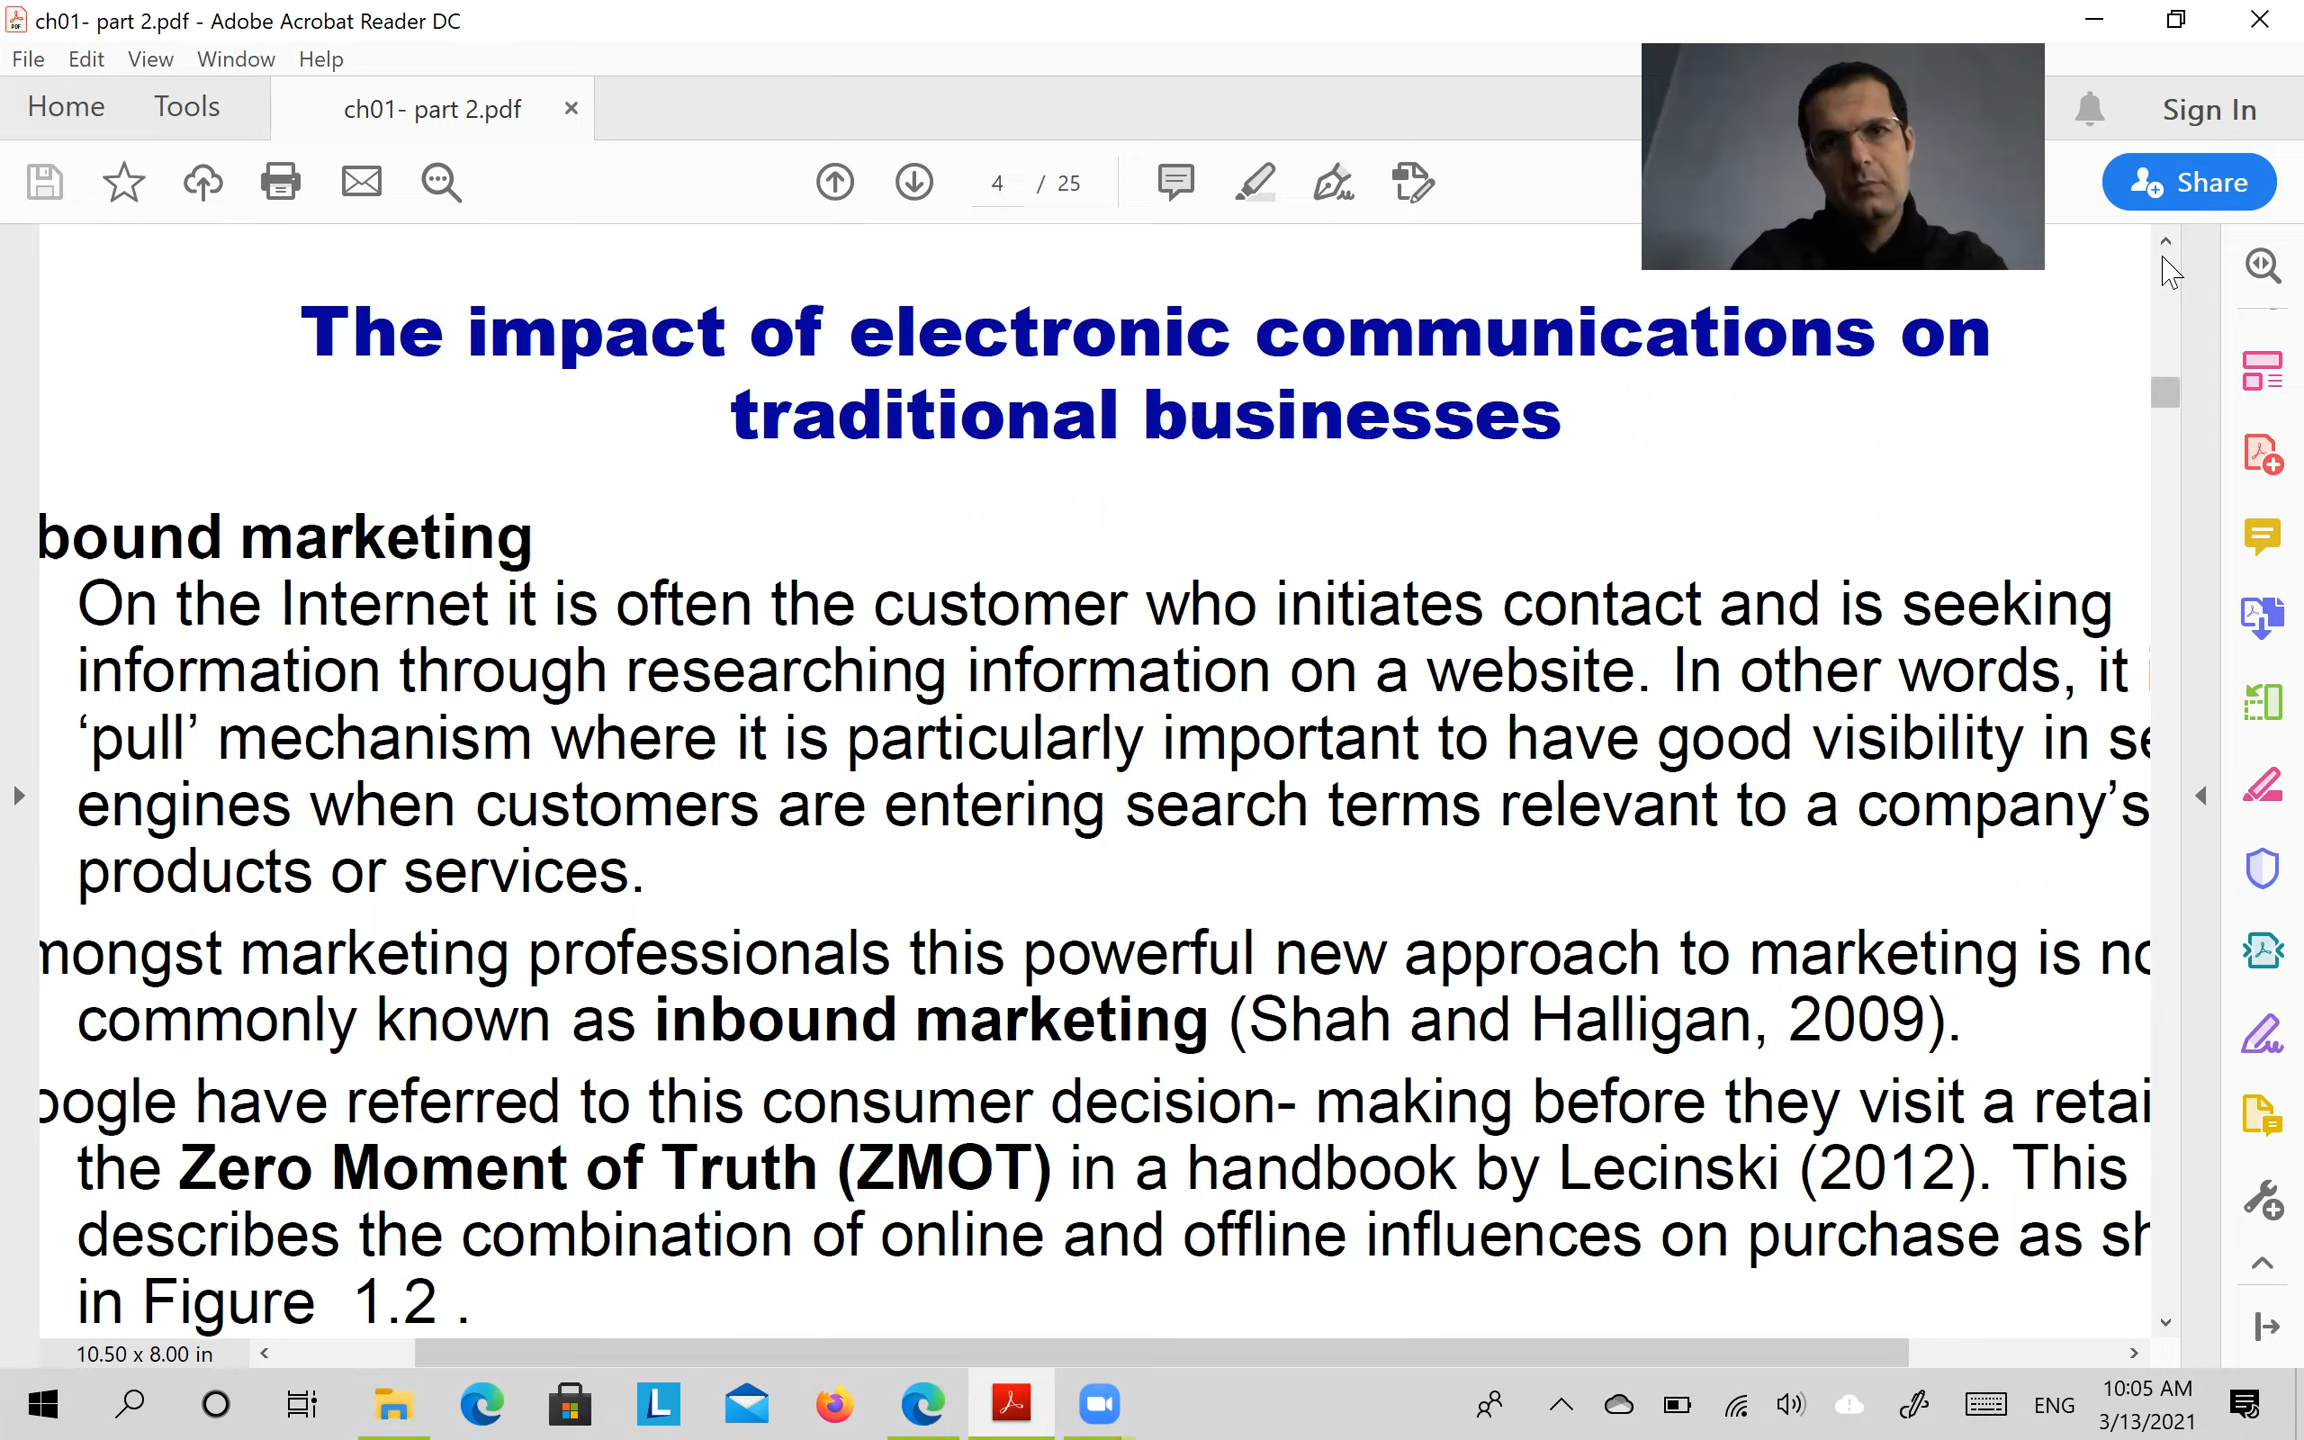 ch01- part 2.pdf - Adobe Acrobat Reader DC
File Edit View Window Help
Home Tools ch01- part 2.pdf Sign In
4 / 25 Share
The impact of electronic communications on
traditional businesses
bound marketing
On the Internet it is often the customer who initiates contact and is seeking
information through researching information on a website. In other words, it
‘pull’ mechanism where it is particularly important to have good visibility in se
engines when customers are entering search terms relevant to a company’s
products or services.
mongst marketing professionals this powerful new approach to marketing is no
commonly known as inbound marketing (Shah and Halligan, 2009).
oogle have referred to this consumer decision- making before they visit a retai
the Zero Moment of Truth (ZMOT) in a handbook by Lecinski (2012). This
describes the combination of online and offline influences on purchase as sh
in Figure 1.2 .
10.50 x 8.00 in
ENG
10:05 AM
3/13/2021